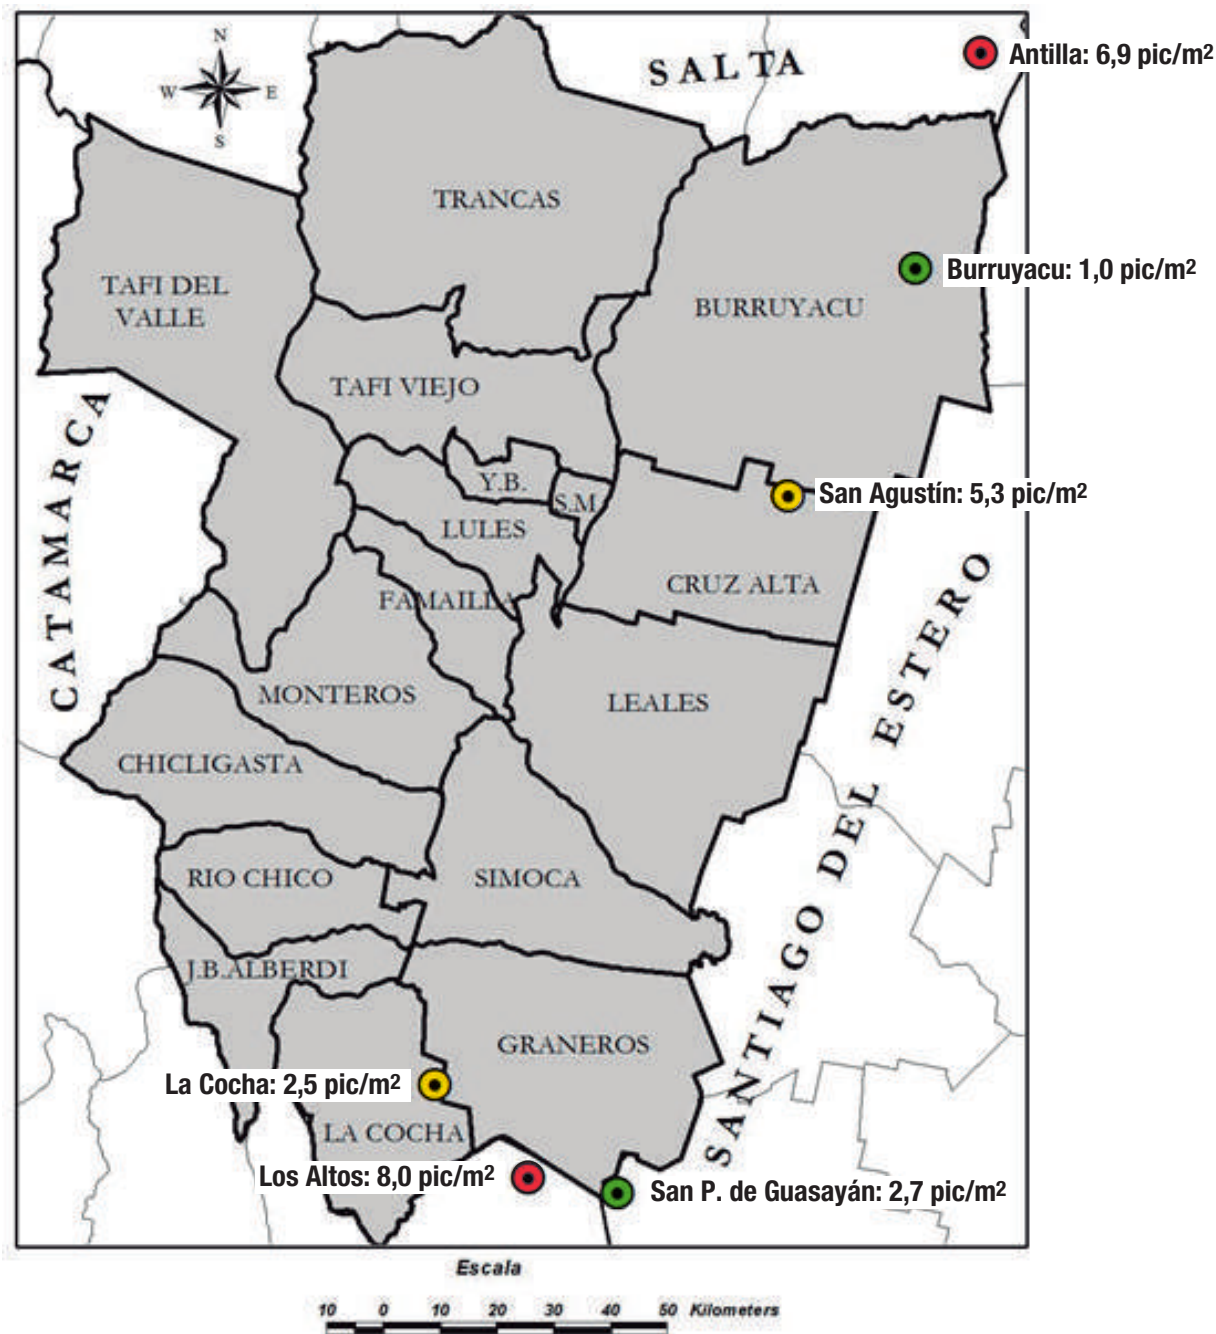 N
W E
S
SALTA
Antilla: 6,9 pic/m²
TRANCAS
TAFI DEL
VALLE
Burruyacu: 1,0 pic/m²
BURRUYACU
TAFI VIEJO
CATAMARCA
Y.B.
S.M
San Agustín: 5,3 pic/m²
LULES
CRUZ ALTA
FAMAILLA
MONTEROS
LEALES
SANTIAGO DEL ESTERO
CHICLIGASTA
RIO CHICO
SIMOCA
J.B.ALBERDI
GRANEROS
La Cocha: 2,5 pic/m²
LA COCHA
Los Altos: 8,0 pic/m²
San P. de Guasayán: 2,7 pic/m²
Escala
10 0 10 20 30 40 50 Kilometers